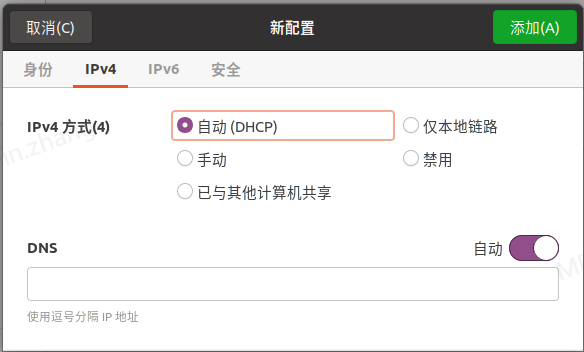 取消(C)
新配置
添加(A)
身份 IPv4 IPv6 安全
IPv4 方式(4)
自动 (DHCP)
仅本地链路
手动
禁用
已与其他计算机共享
DNS
自动
使用逗号分隔 IP 地址